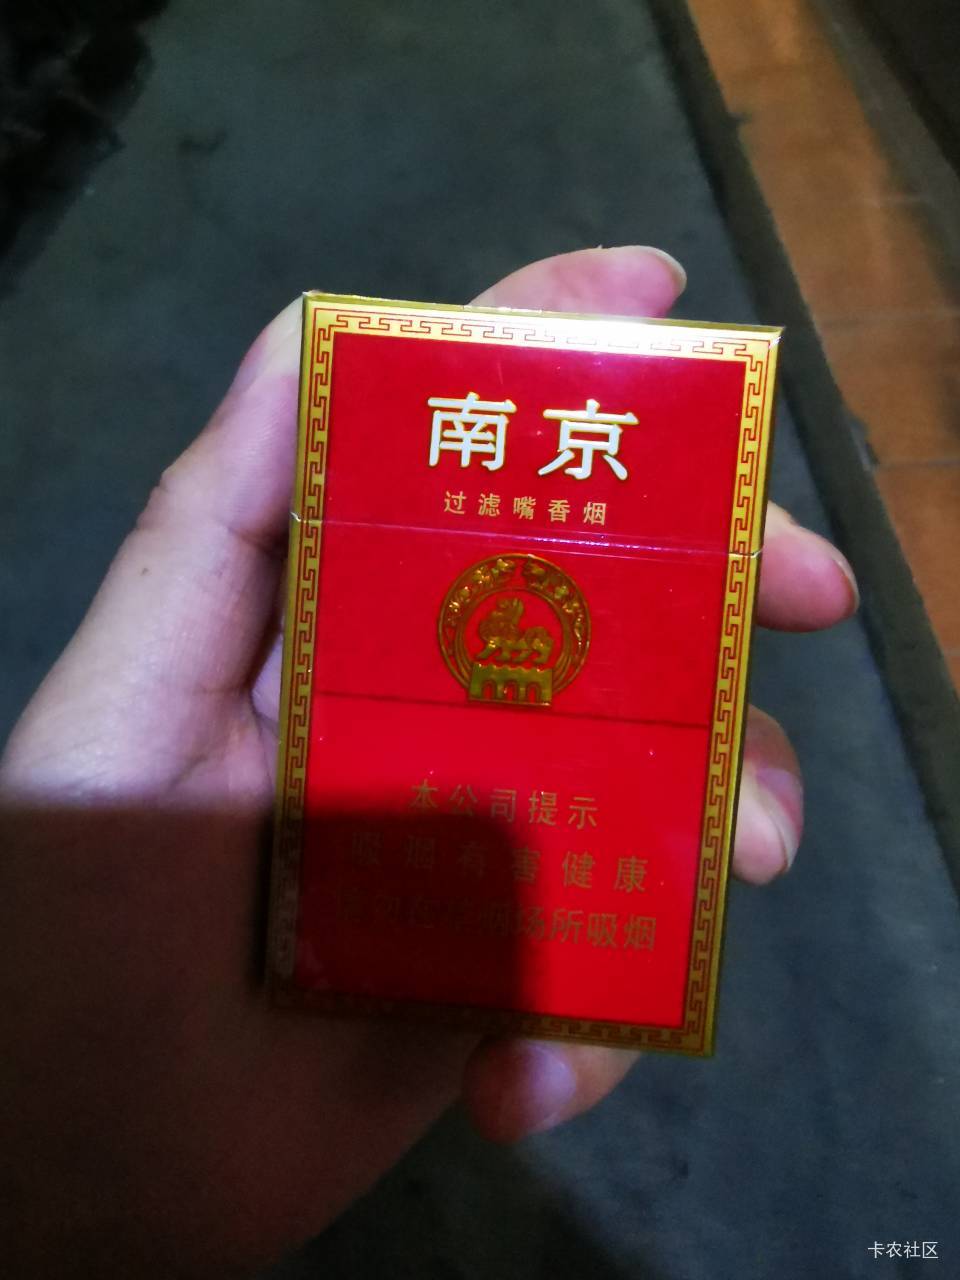 南京
过滤嘴香烟
本公司提示
吸烟有害健康
请勿在禁烟场所吸烟
卡农社区